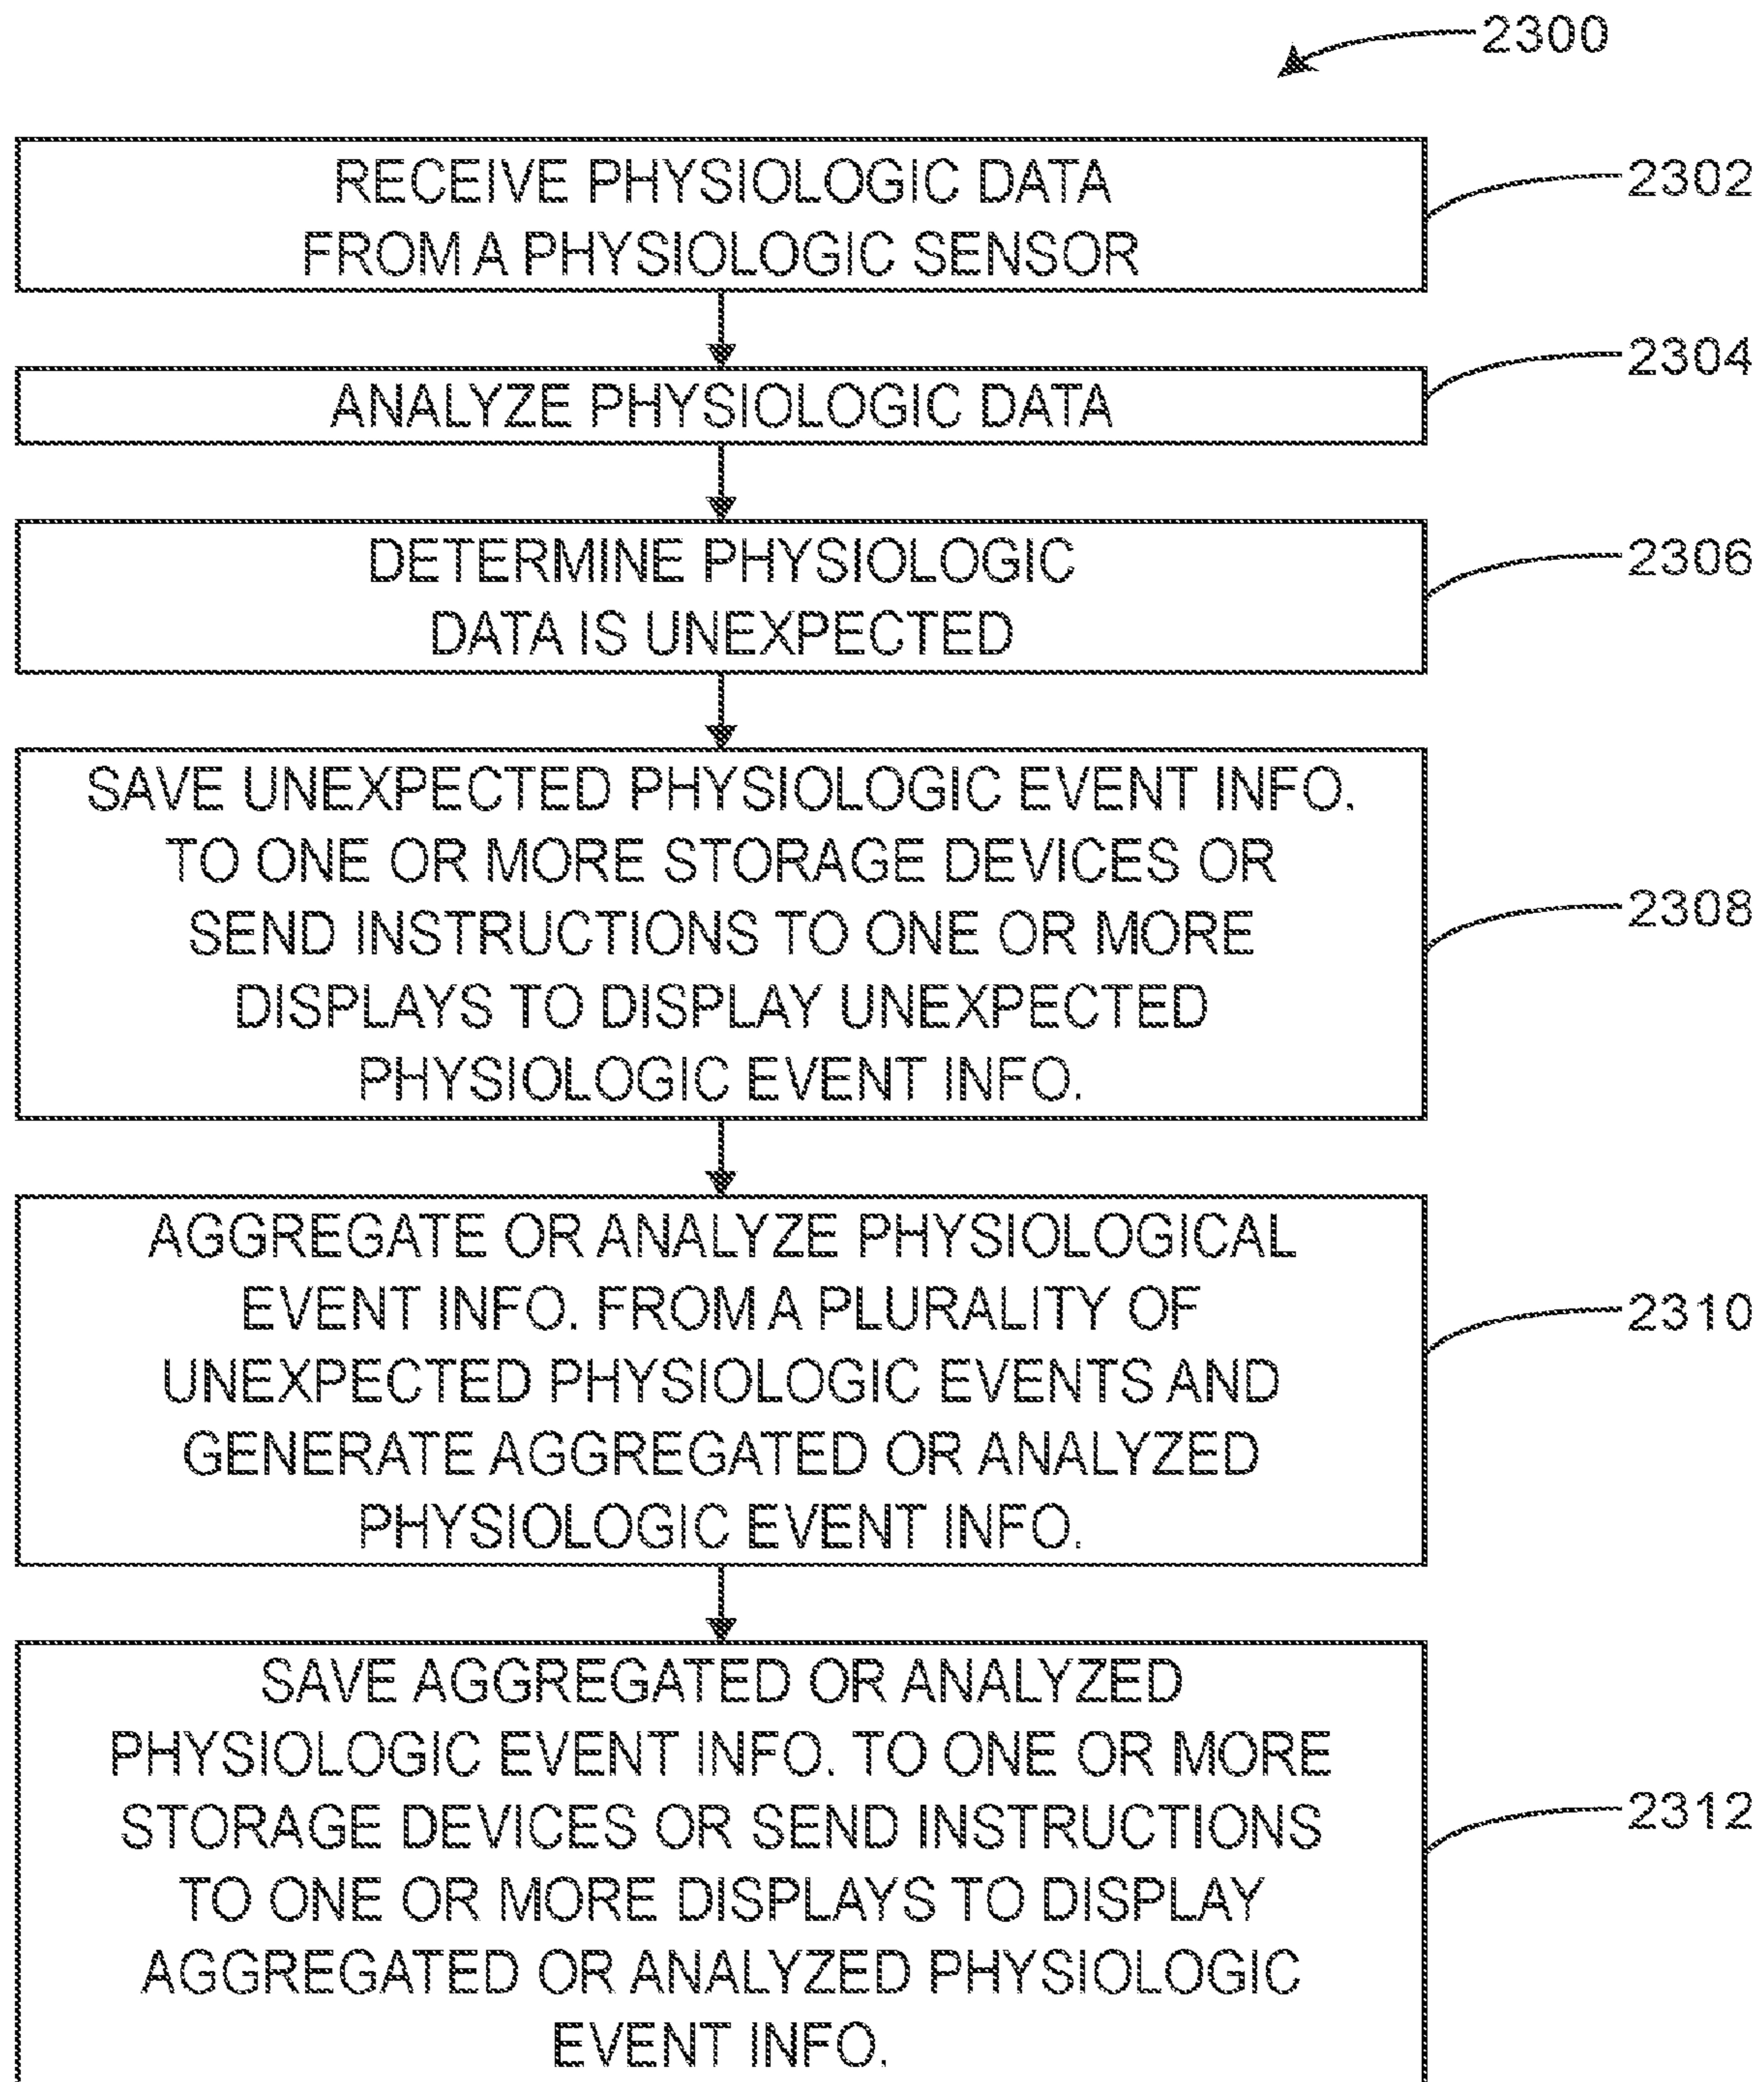 2300
RECEIVE PHYSIOLOGIC DATA
FROM A PHYSIOLOGIC SENSOR
2302
ANALYZE PHYSIOLOGIC DATA
2304
DETERMINE PHYSIOLOGIC
DATA IS UNEXPECTED
2306
SAVE UNEXPECTED PHYSIOLOGIC EVENT INFO.
TO ONE OR MORE STORAGE DEVICES OR
SEND INSTRUCTIONS TO ONE OR MORE
DISPLAYS TO DISPLAY UNEXPECTED
PHYSIOLOGIC EVENT INFO.
2308
AGGREGATE OR ANALYZE PHYSIOLOGICAL
EVENT INFO. FROM A PLURALITY OF
UNEXPECTED PHYSIOLOGIC EVENTS AND
GENERATE AGGREGATED OR ANALYZED
PHYSIOLOGIC EVENT INFO.
2310
SAVE AGGREGATED OR ANALYZED
PHYSIOLOGIC EVENT INFO. TO ONE OR MORE
STORAGE DEVICES OR SEND INSTRUCTIONS
TO ONE OR MORE DISPLAYS TO DISPLAY
AGGREGATED OR ANALYZED PHYSIOLOGIC
EVENT INFO.
2312